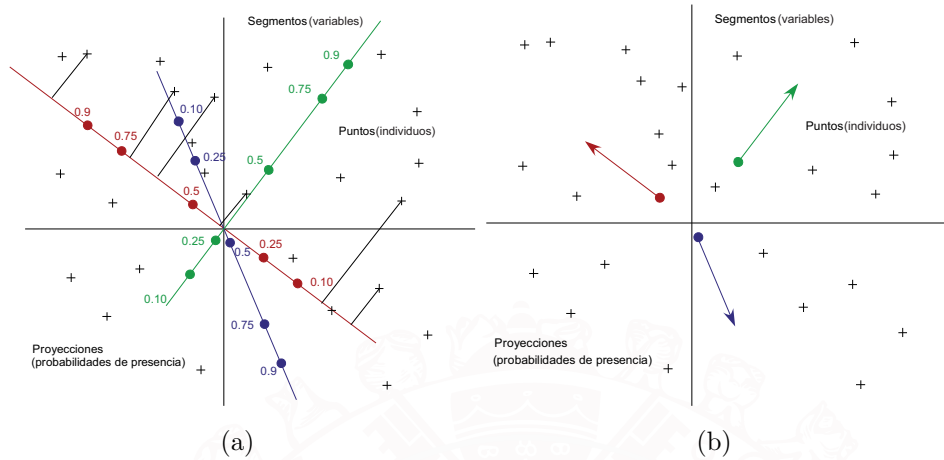 Segmentos (variables)
0.9
0.75
0.5
0.25
0.10
0.10
0.25
0.5
0.75
0.9
0.9
0.75
0.5
0.25
0.10
Puntos (individuos)
Proyecciones
(probabilidades de presencia)
(a)
Segmentos (variables)
Puntos (individuos)
Proyecciones
(probabilidades de presencia)
(b)